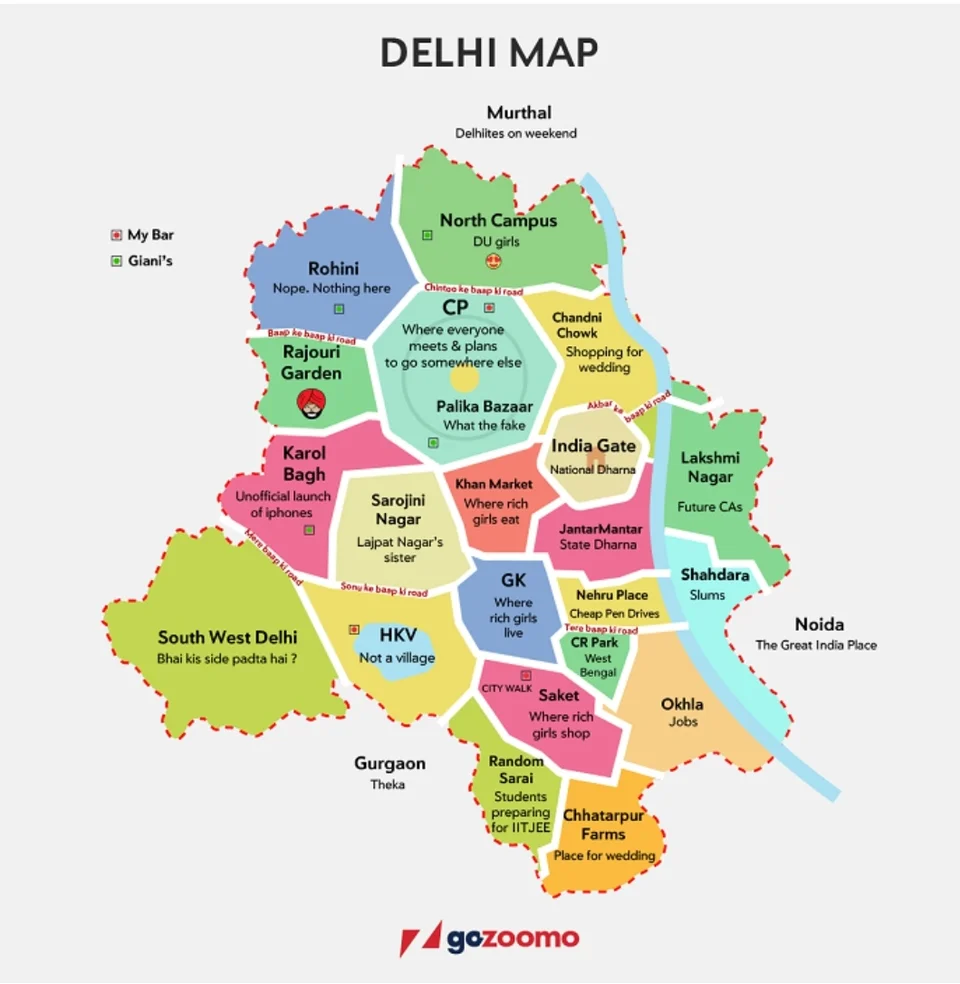 DELHI MAP
Murthal
Delhiites on weekend
My Bar
Giani's
North Campus
DU girls
Rohini
Nope. Nothing here
Chintoo ke baap ki road
CP
Where everyone
meets & plans
to go somewhere else
Palika Bazaar
What the fake
Chandni
Chowk
Shopping for
wedding
Baap ke baap ki road
Rajouri
Garden
Akbar ke baap ki road
India Gate
National Dharna
Lakshmi
Nagar
Future CAs
Karol
Bagh
Unofficial launch
of iphones
Sarojini
Nagar
Lajpat Nagar's
sister
Khan Market
Where rich
girls eat
JantarMantar
State Dharna
Mere baap ki road
Sonu ke baap ki road
GK
Where
rich girls
live
Nehru Place
Cheap Pen Drives
Tere baap ki road
Shahdara
Slums
South West Delhi
Bhai kis side padta hai ?
HKV
Not a village
CR Park
West
Bengal
Noida
The Great India Place
CITY WALK
Saket
Where rich
girls shop
Okhla
Jobs
Gurgaon
Theka
Random
Sarai
Students
preparing
for IITJEE
Chhatarpur
Farms
Place for wedding
gozoomo